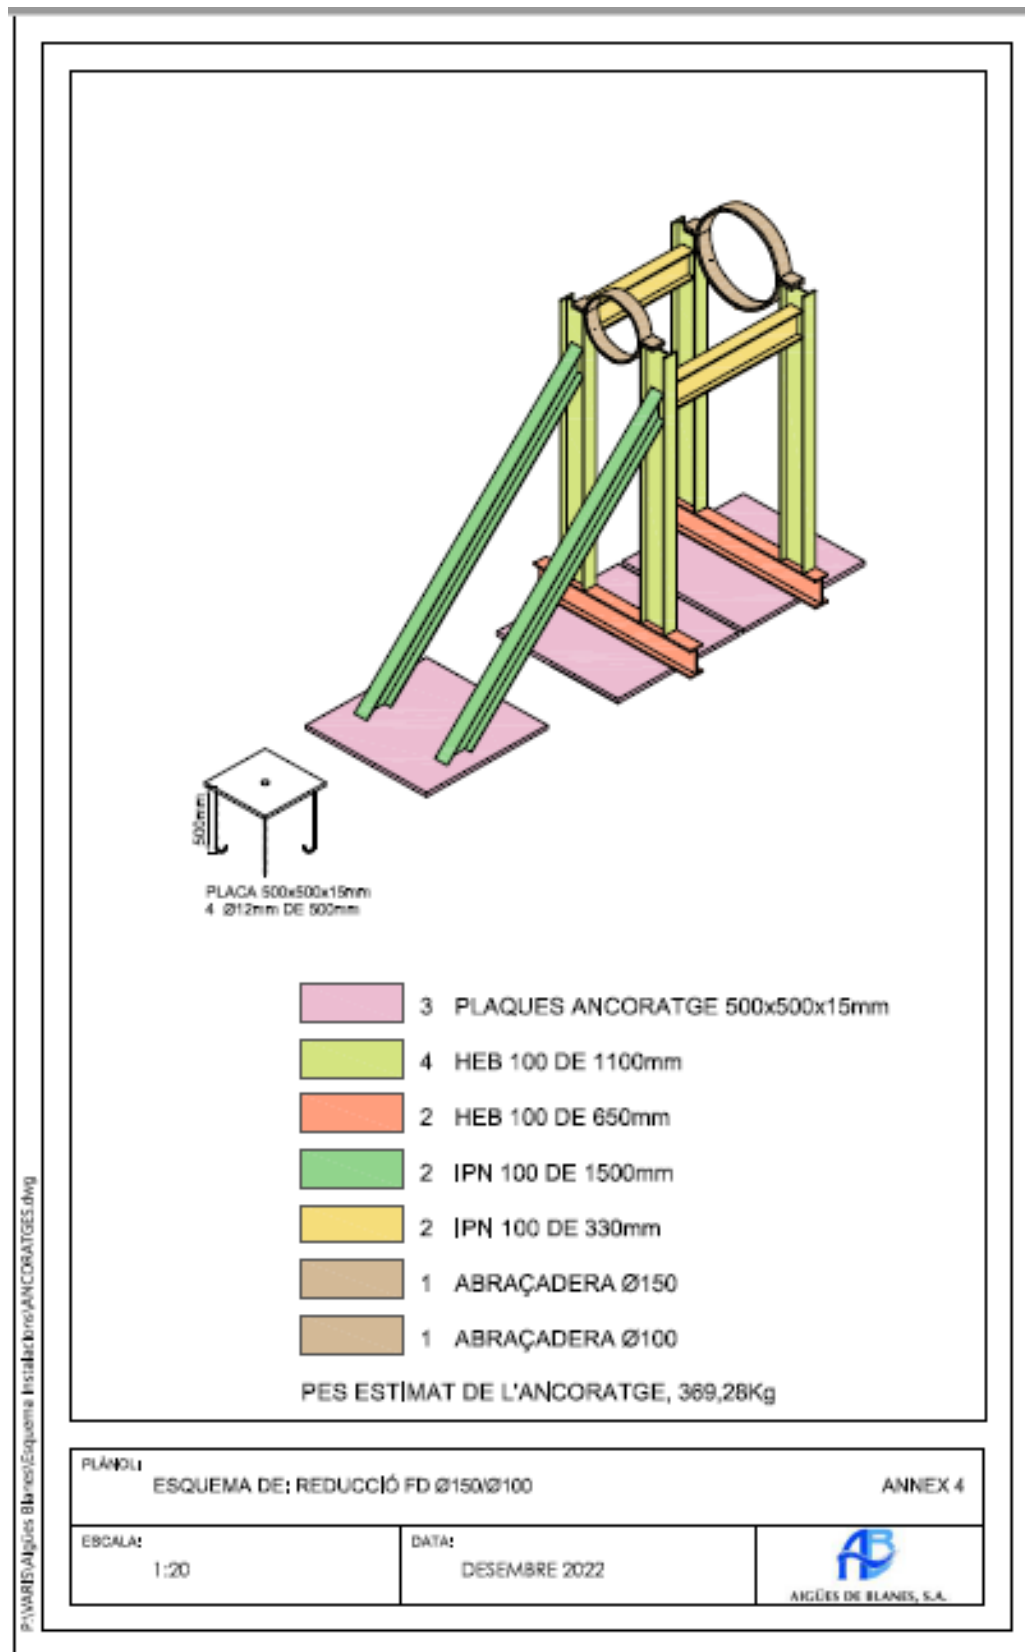 500mm
PLACA 500x500x15mm
4 Ø12mm DE 500mm
3 PLAQUES ANCORATGE 500x500x15mm
4 HEB 100 DE 1100mm
2 HEB 100 DE 650mm
2 IPN 100 DE 1500mm
2 IPN 100 DE 330mm
1 ABRAÇADERA Ø150
1 ABRAÇADERA Ø100
PES ESTIMAT DE L'ANCORATGE, 369,28Kg
P:\VARIS\Aigües Blanes\Esquema Instalacions\ANCORATGES.dwg
PLÀNOL:
ESQUEMA DE: REDUCCIÓ FD Ø150/Ø100
ANNEX 4
ESCALA:
1:20
DATA:
DESEMBRE 2022
AB
AIGÜES DE BLANES, S.A.